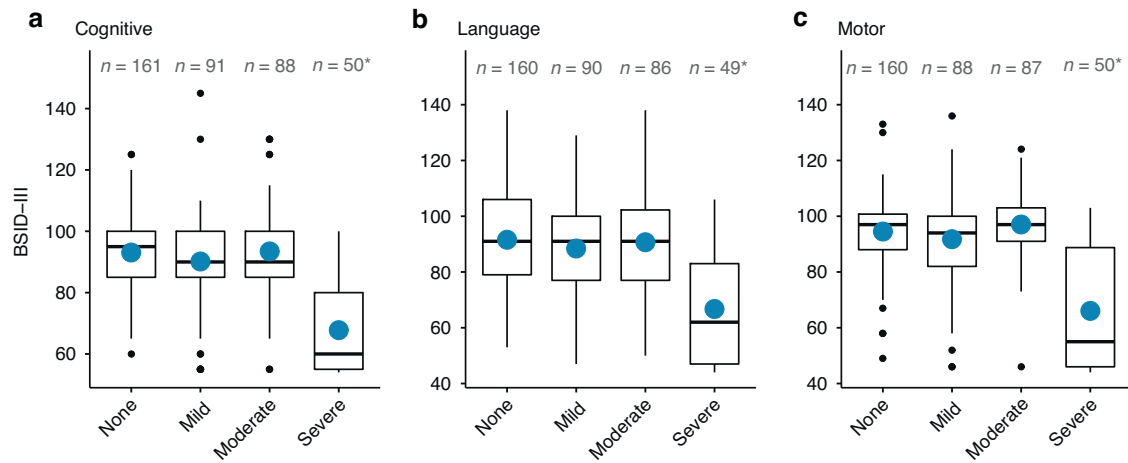 a Cognitive
n = 161 n = 91 n = 88 n = 50*
BSID–III
140
120
100
80
60
None Mild Moderate Severe
b Language
n = 160 n = 90 n = 86 n = 49*
140
120
100
80
60
40
None Mild Moderate Severe
c Motor
n = 160 n = 88 n = 87 n = 50*
140
120
100
80
60
40
None Mild Moderate Severe